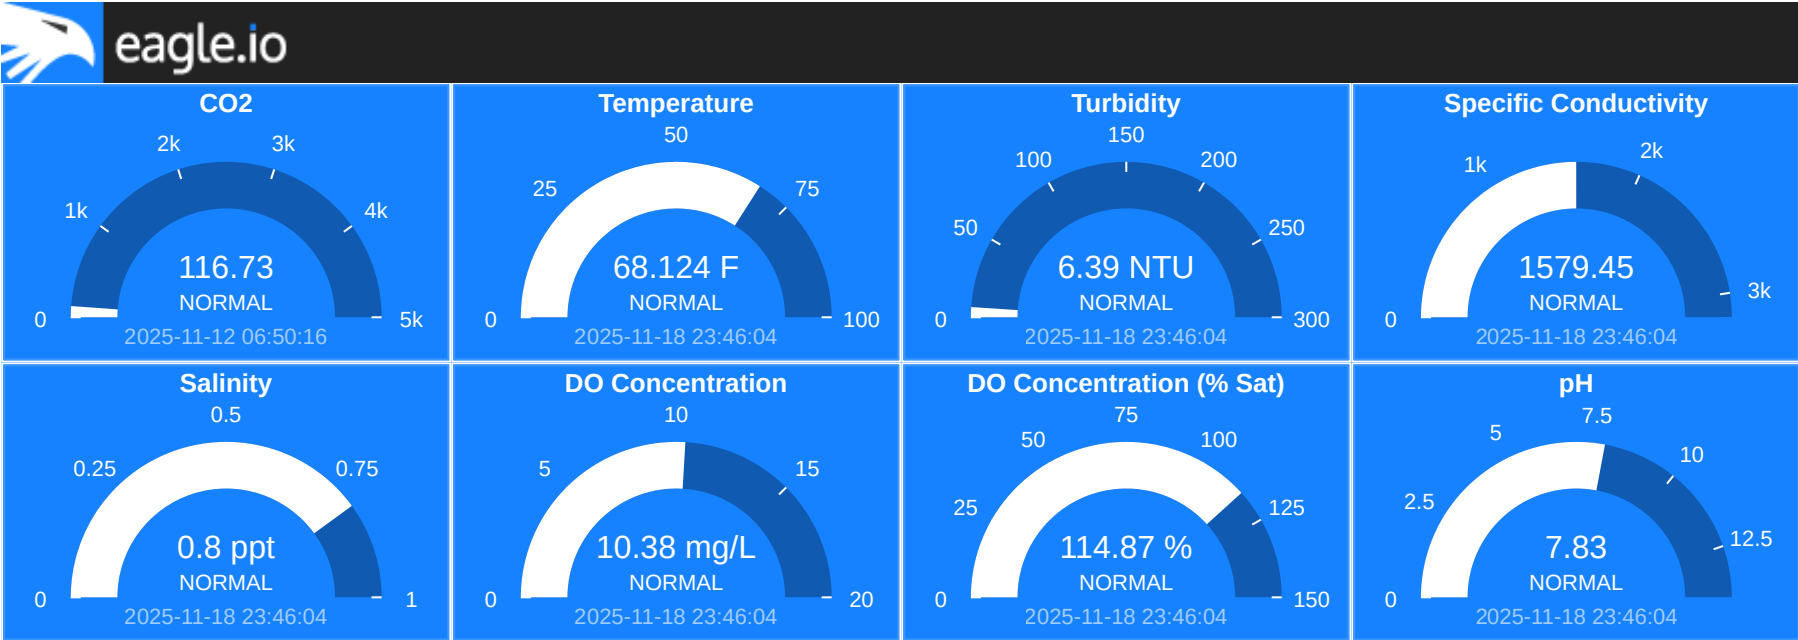 eagle.io
CO2
0
1k
2k
3k
4k
5k
116.73
NORMAL
2025-11-12 06:50:16
Temperature
0
25
50
75
100
68.124 F
NORMAL
2025-11-18 23:46:04
Turbidity
0
50
100
150
200
250
300
6.39 NTU
NORMAL
2025-11-18 23:46:04
Specific Conductivity
0
1k
2k
3k
1579.45
NORMAL
2025-11-18 23:46:04
Salinity
0
0.25
0.5
0.75
1
0.8 ppt
NORMAL
2025-11-18 23:46:04
DO Concentration
0
5
10
15
20
10.38 mg/L
NORMAL
2025-11-18 23:46:04
DO Concentration (% Sat)
0
25
50
75
100
125
150
114.87 %
NORMAL
2025-11-18 23:46:04
pH
0
2.5
5
7.5
10
12.5
7.83
NORMAL
2025-11-18 23:46:04